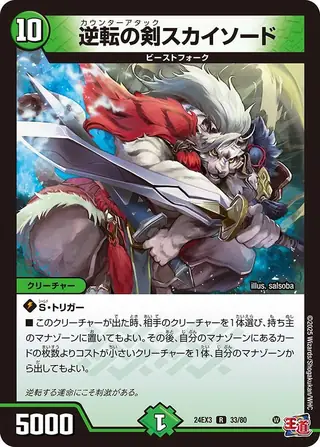 10
カウンターアタック
逆転の剣スカイソード
ビーストフォーク
illus. salsoba
クリーチャー
S・トリガー
■このクリーチャーが出た時、相手のクリーチャーを1体選び、持ち主
のマナゾーンに置いてもよい。その後、自分のマナゾーンにあるカー
ドの枚数よりコストが小さいクリーチャーを1体、自分のマナゾーン
から出してもよい。
逆転する運命にこそ刺激がある。
©2025 Wizards/Shogakukan/WHC
5000
1
24EX3 R 33/80
W
王道